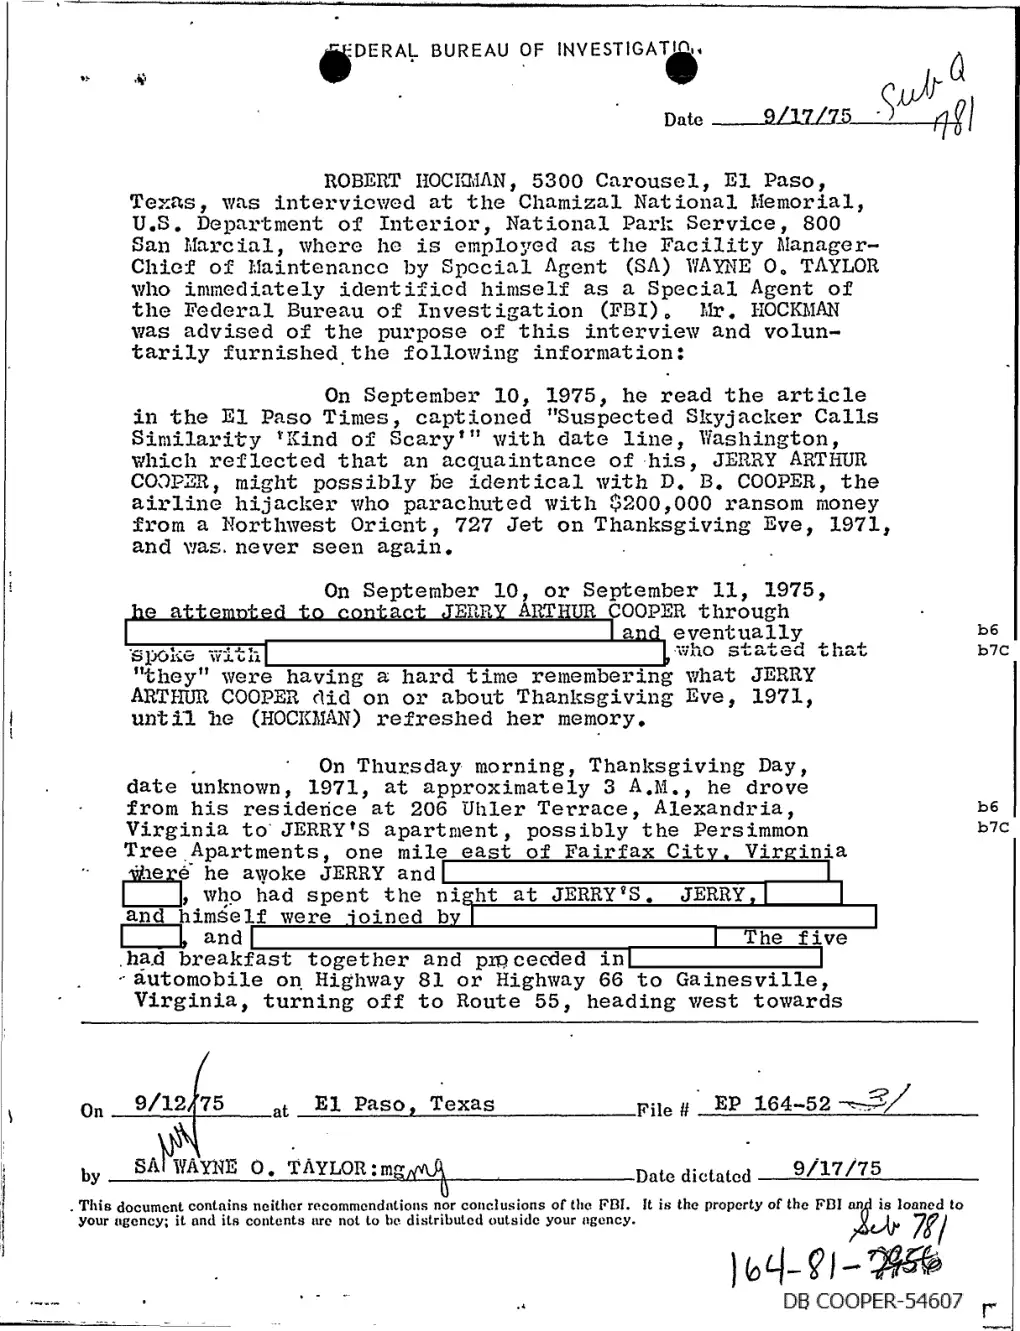 FEDERAL BUREAU OF INVESTIGATION
Sub A
781
Date 9/17/75
ROBERT HOCKMAN, 5300 Carousel, El Paso,
Texas, was interviewed at the Chamizal National Memorial,
U.S. Department of Interior, National Park Service, 800
San Marcial, where he is employed as the Facility Manager-
Chief of Maintenance by Special Agent (SA) WAYNE O. TAYLOR
who immediately identified himself as a Special Agent of
the Federal Bureau of Investigation (FBI). Mr. HOCKMAN
was advised of the purpose of this interview and volun-
tarily furnished the following information:
On September 10, 1975, he read the article
in the El Paso Times, captioned "Suspected Skyjacker Calls
Similarity 'Kind of Scary'" with date line, Washington,
which reflected that an acquaintance of his, JERRY ARTHUR
COOPER, might possibly be identical with D. B. COOPER, the
airline hijacker who parachuted with $200,000 ransom money
from a Northwest Orient, 727 Jet on Thanksgiving Eve, 1971,
and was never seen again.
On September 10, or September 11, 1975,
he attempted to contact JERRY ARTHUR COOPER through
and eventually b6
spoke with , who stated that b7C
"they" were having a hard time remembering what JERRY
ARTHUR COOPER did on or about Thanksgiving Eve, 1971,
until he (HOCKMAN) refreshed her memory.
On Thursday morning, Thanksgiving Day,
date unknown, 1971, at approximately 3 A.M., he drove
from his residence at 206 Uhler Terrace, Alexandria, b6
Virginia to JERRY'S apartment, possibly the Persimmon b7C
Tree Apartments, one mile east of Fairfax City, Virginia
where he awoke JERRY and
, who had spent the night at JERRY'S. JERRY,
and himself were joined by
, and The five
had breakfast together and proceeded in
automobile on Highway 81 or Highway 66 to Gainesville,
Virginia, turning off to Route 55, heading west towards
On 9/12/75 at El Paso, Texas File # EP 164-52 -31
by SA WAYNE O. TAYLOR:mg Date dictated 9/17/75
This document contains neither recommendations nor conclusions of the FBI. It is the property of the FBI and is loaned to
your agency; it and its contents are not to be distributed outside your agency.
Sub 781
164-81-
DB COOPER-54607